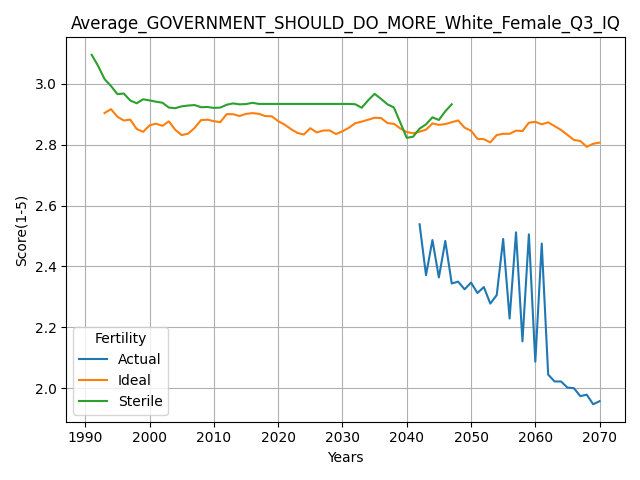 Average_GOVERNMENT_SHOULD_DO_MORE_White_Female_Q3_IQ
Score(1-5)
3.0
2.8
2.6
2.4
2.2
2.0
Fertility
Actual
Ideal
Sterile
1990 2000 2010 2020 2030 2040 2050 2060 2070
Years